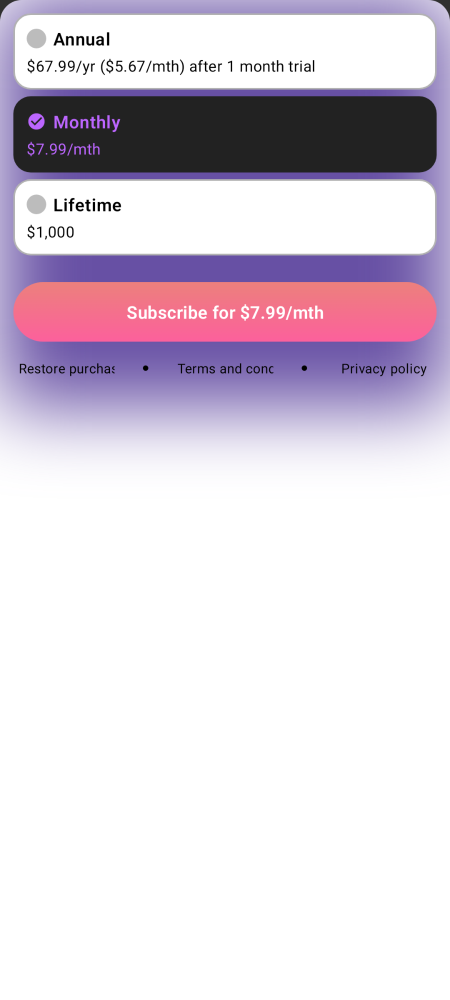 Annual
$67.99/yr ($5.67/mth) after 1 month trial
Monthly
$7.99/mth
Lifetime
$1,000
Subscribe for $7.99/mth
Restore purchas
Terms and conc
Privacy policy